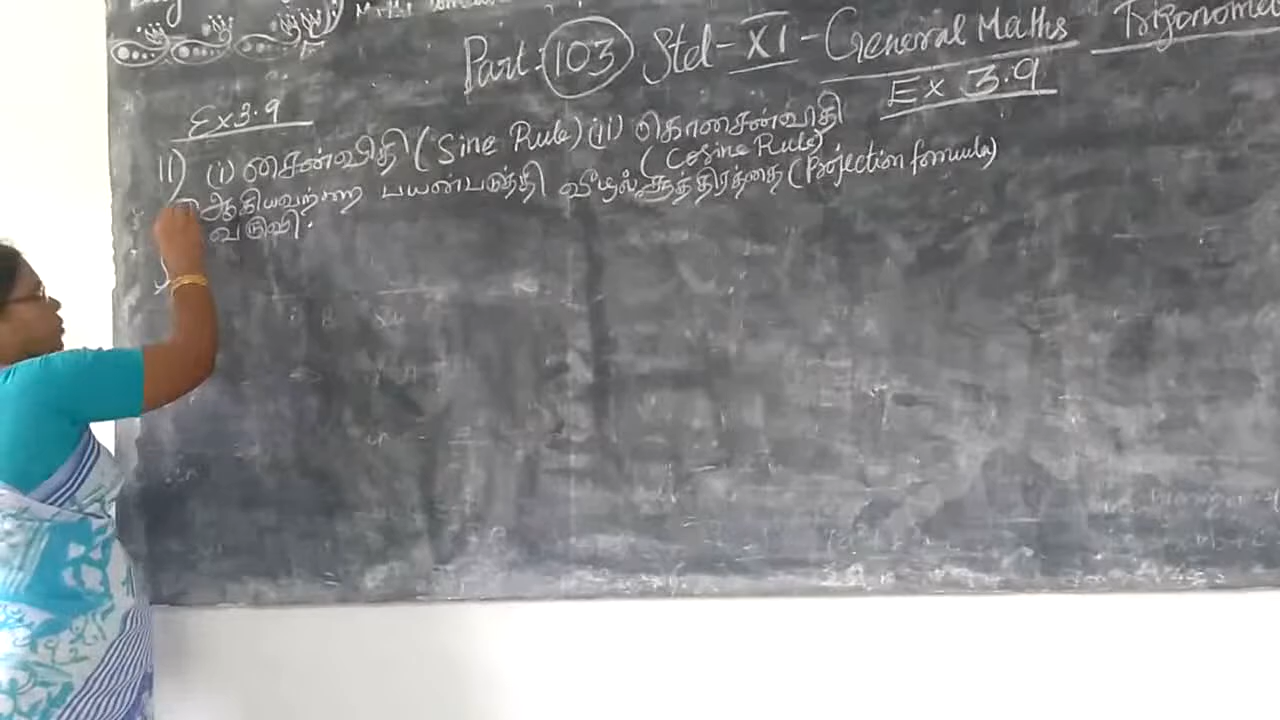 Part: 103 Std - XI - General Maths Trigonomet
Ex 3.9
Ex 3.9
11) (i) சைன்விதி (Sine Rule) (ii) கொசைன்விதி
(Cosine Rule)
ஆகியவற்றை பயன்படுத்தி வீழல் சூத்திரத்தை (Projection fomula)
வருவி.